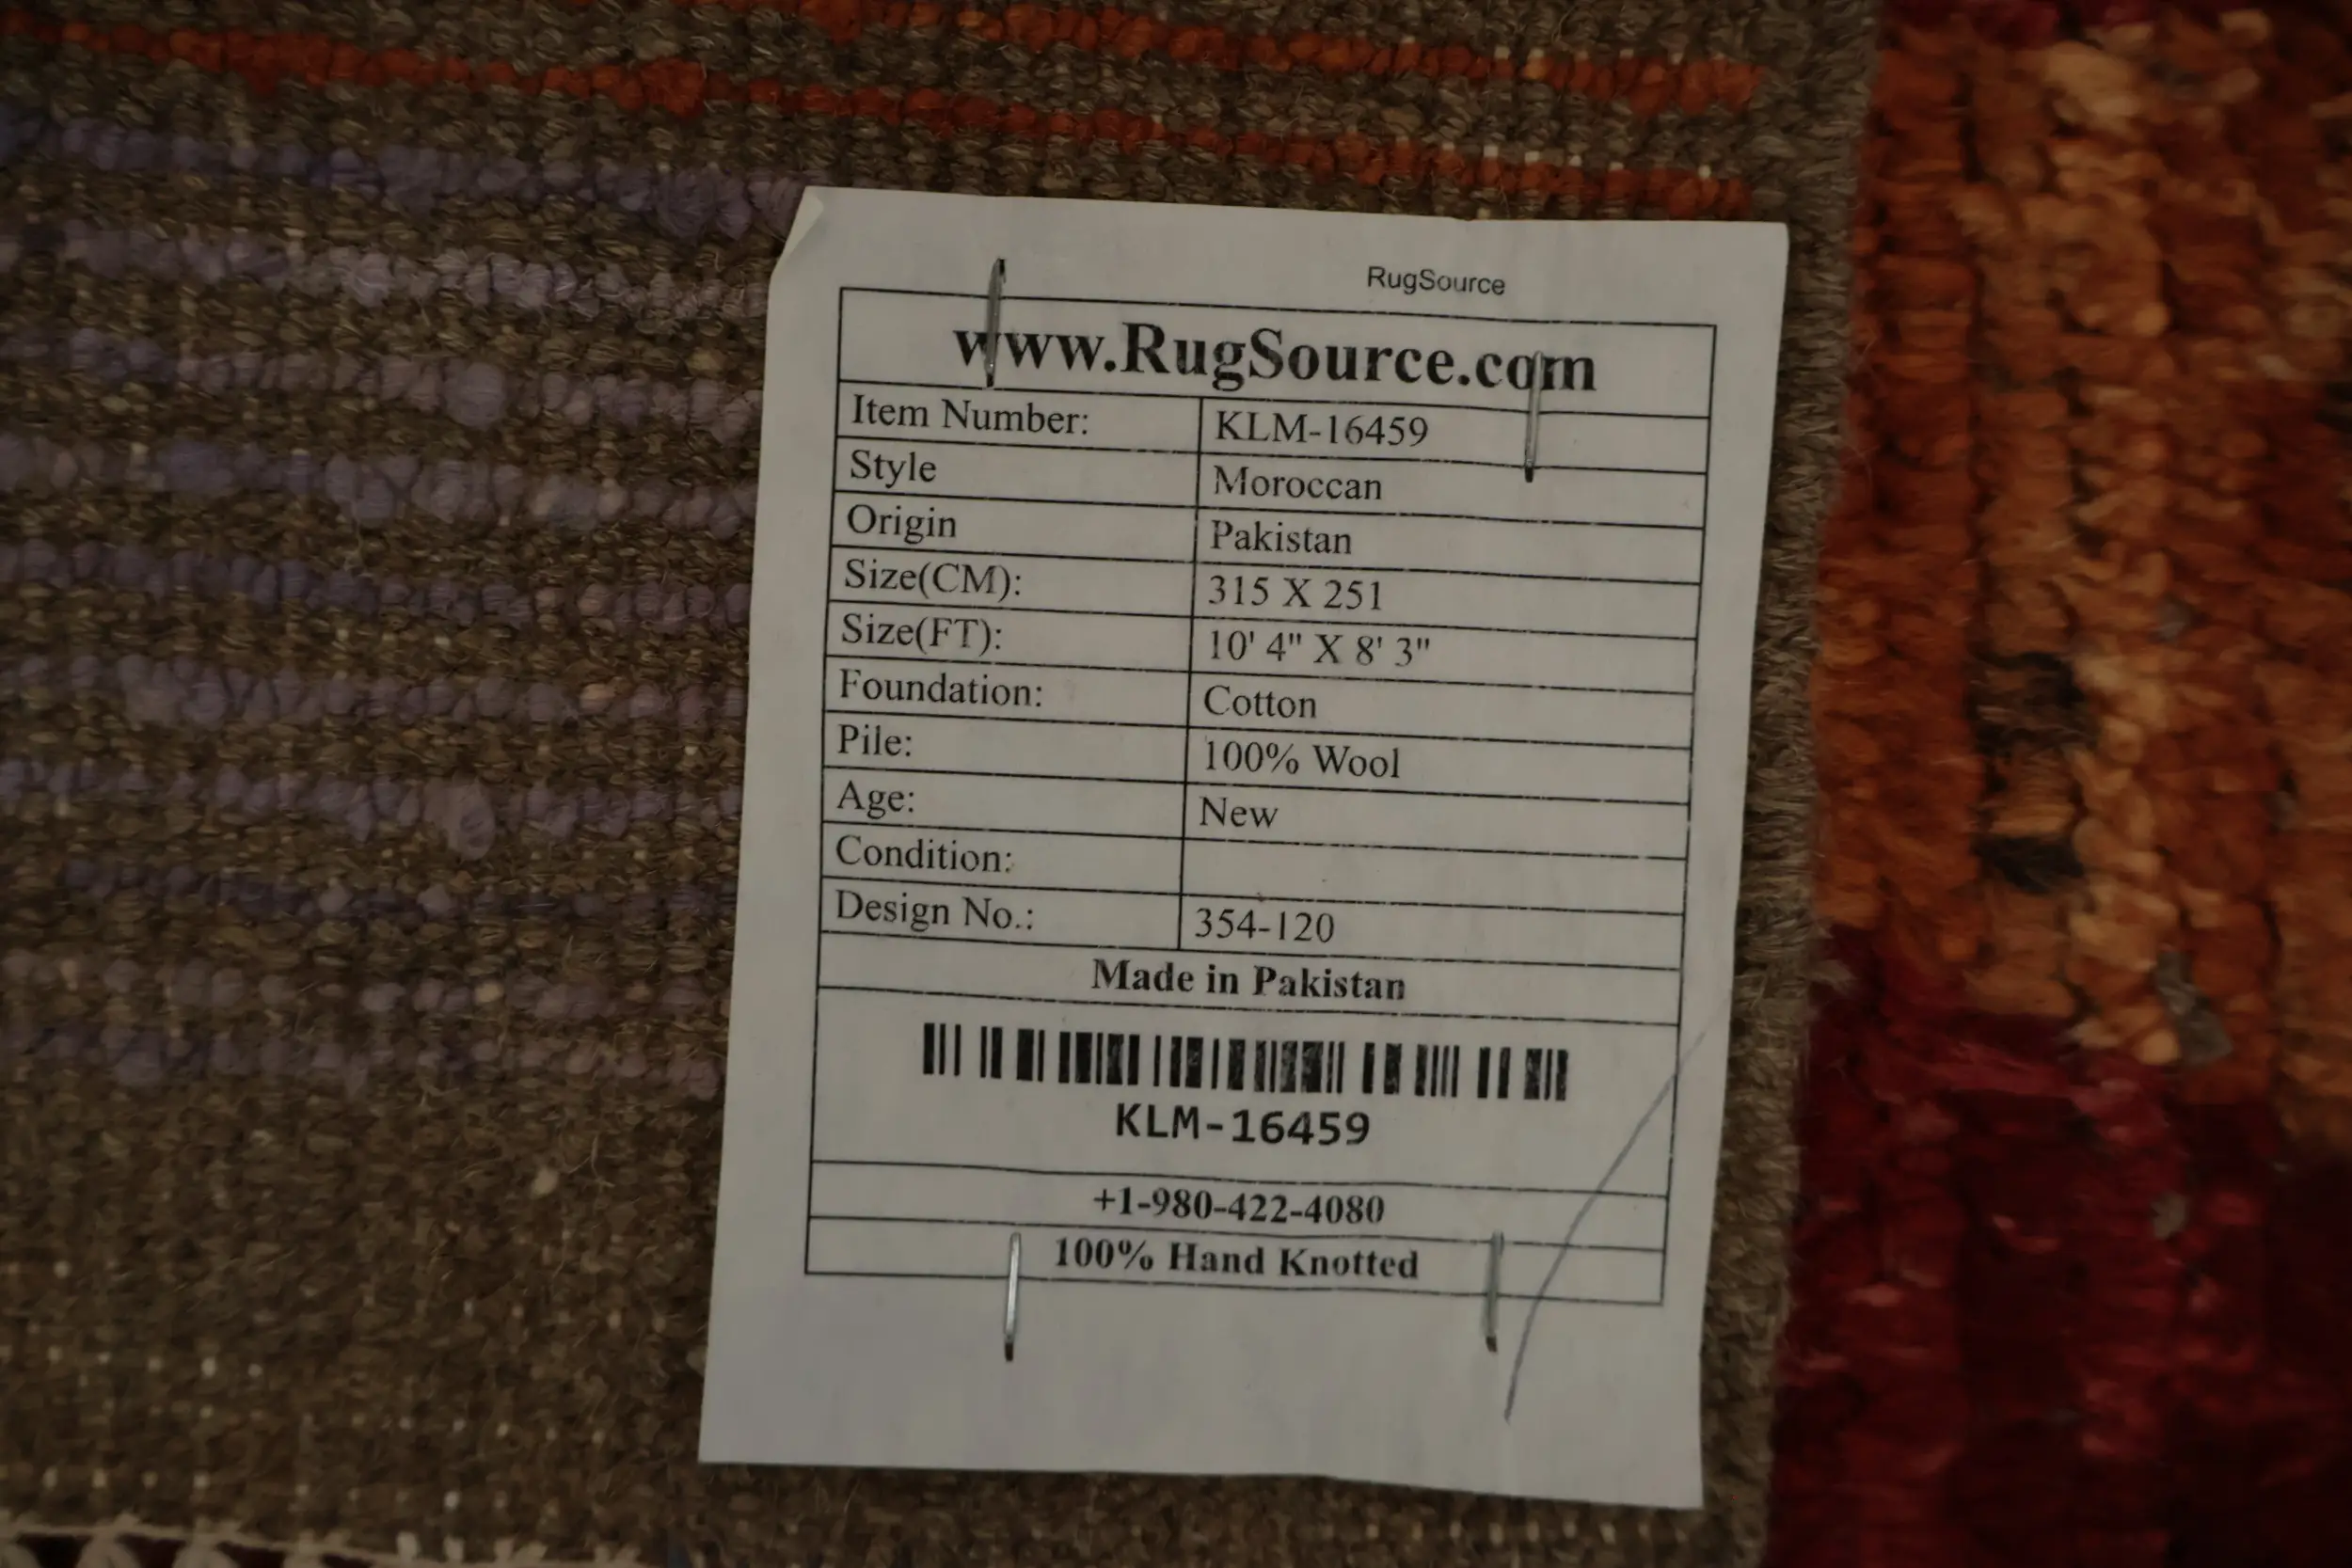 RugSource
www.RugSource.com
Item Number: KLM-16459
Style Moroccan
Origin Pakistan
Size(CM): 315 X 251
Size(FT): 10' 4" X 8' 3"
Foundation: Cotton
Pile: 100% Wool
Age: New
Condition:
Design No.: 354-120
Made in Pakistan
KLM-16459
+1-980-422-4080
100% Hand Knotted